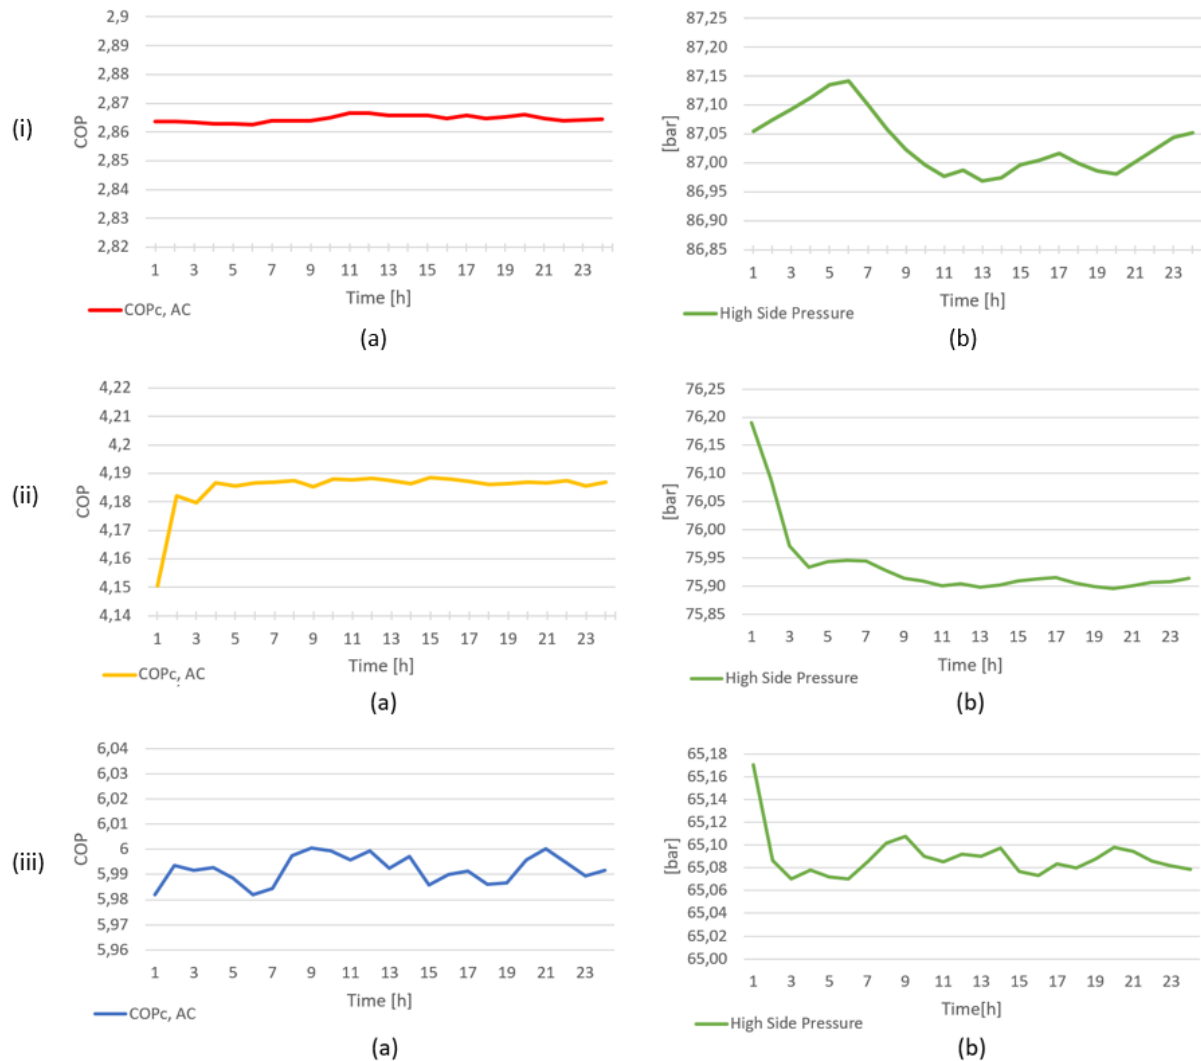 (i)
COP
2,9
2,89
2,88
2,87
2,86
2,85
2,84
2,83
2,82
1 3 5 7 9 11 13 15 17 19 21 23
Time [h]
COPc, AC
(a)
[bar]
87,25
87,20
87,15
87,10
87,05
87,00
86,95
86,90
86,85
1 3 5 7 9 11 13 15 17 19 21 23
Time [h]
High Side Pressure
(b)
(ii)
COP
4,22
4,21
4,2
4,19
4,18
4,17
4,16
4,15
4,14
1 3 5 7 9 11 13 15 17 19 21 23
Time [h]
COPc, AC
(a)
[bar]
76,25
76,20
76,15
76,10
76,05
76,00
75,95
75,90
75,85
1 3 5 7 9 11 13 15 17 19 21 23
Time [h]
High Side Pressure
(b)
(iii)
COP
6,04
6,03
6,02
6,01
6
5,99
5,98
5,97
5,96
1 3 5 7 9 11 13 15 17 19 21 23
Time [h]
COPc, AC
(a)
[bar]
65,18
65,16
65,14
65,12
65,10
65,08
65,06
65,04
65,02
65,00
1 3 5 7 9 11 13 15 17 19 21 23
Time[h]
High Side Pressure
(b)